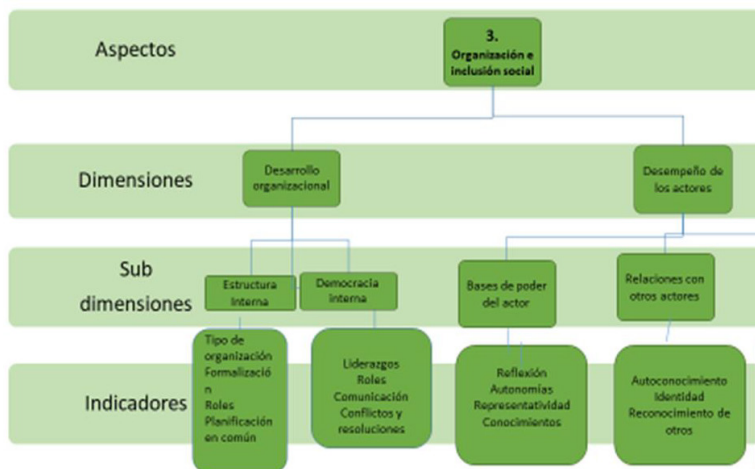 Aspectos
3.
Organización e
inclusión social
Dimensiones
Desarrollo
organizacional
Desempeño de
los actores
Sub
dimensiones
Estructura
Interna
Democracia
interna
Bases de poder
del actor
Relaciones con
otros actores
Indicadores
Tipo de
organización
Formalizació
n
Roles
Planificación
en común
Liderazgos
Roles
Comunicación
Conflictos y
resoluciones
Reflexión
Autonomías
Representatividad
Conocimientos
Autoconocimiento
Identidad
Reconocimiento de
otros